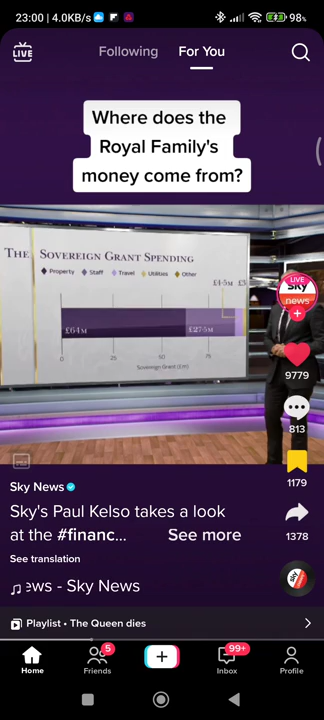 23:00 | 4.0KB/s
98%
LIVE
Following
For You
Where does the
Royal Family's
money come from?
THE SOVEREIGN GRANT SPENDING
Property
Staff
Travel
Utilities
Other
£4·5M
£64M
£27·5M
0
25
50
75
Sovereign Grant (£m)
LIVE
sky
news
9779
813
1179
1378
Sky News
Sky's Paul Kelso takes a look
at the #financ... See more
See translation
ews - Sky News
Playlist • The Queen dies
5
99+
Home
Friends
Inbox
Profile